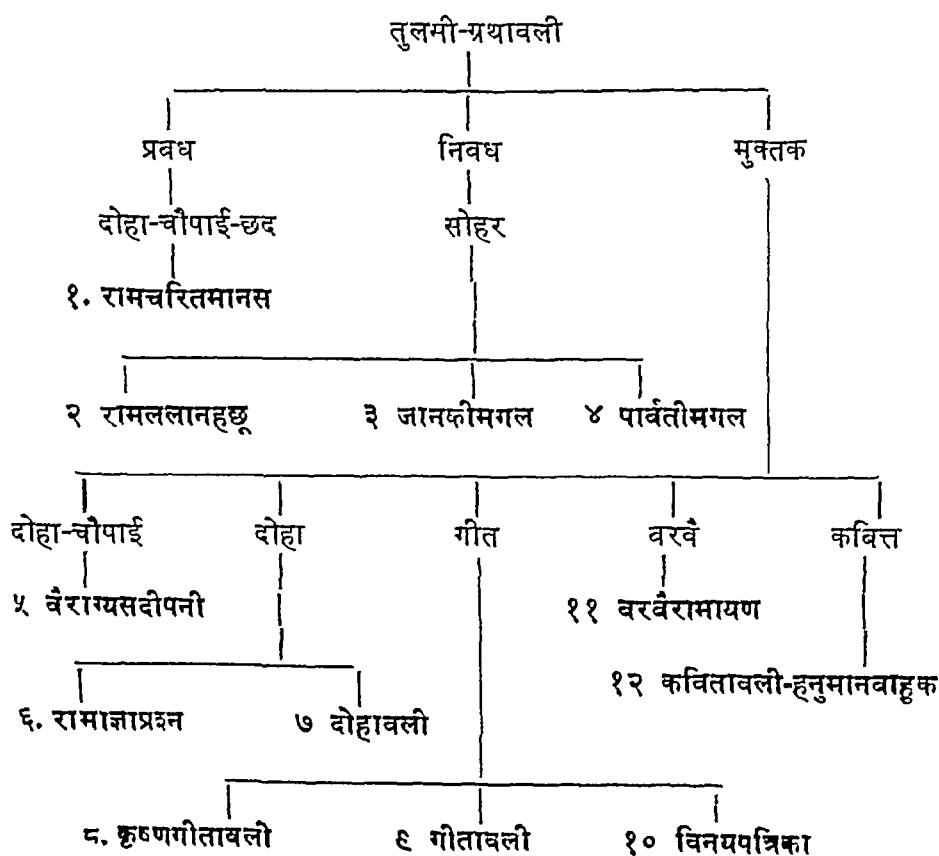 तुलमी-ग्रथावली
प्रवध निवध मुक्तक
दोहा-चौपाई-छद सोहर
१. रामचरितमानस
२ रामललानहछू ३ जानकीमगल ४ पार्वतीमगल
दोहा-चौपाई दोहा गीत वरवै कबित्त
५ वैराग्यसदीपनी ११ वरवैरामायण
१२ कवितावली-हनुमानवाहुक
६. रामाज्ञाप्रश्न ७ दोहावली
८. कृष्णगीतावली ९ गीतावली १० विनयपत्रिका